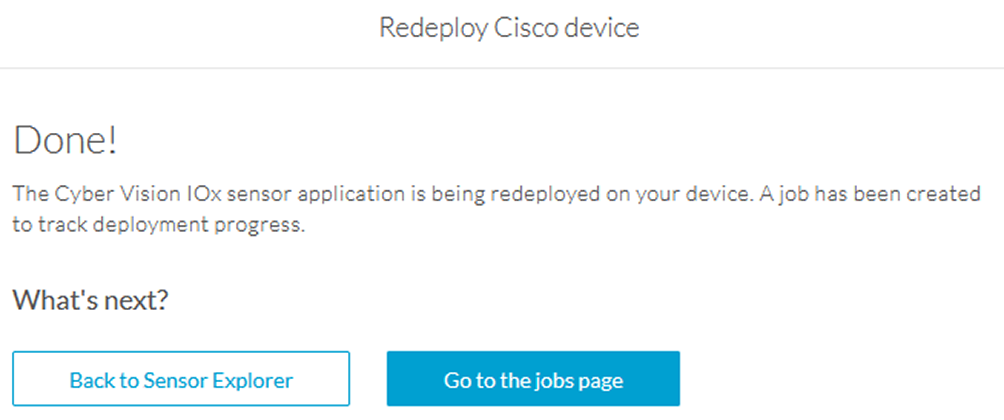 Redeploy Cisco device
Done!
The Cyber Vision IOx sensor application is being redeployed on your device. A job has been created
to track deployment progress.
What's next?
Back to Sensor Explorer
Go to the jobs page